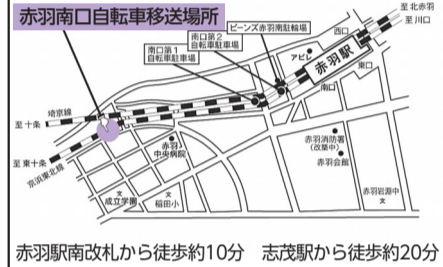 赤羽南口自転車移送場所
至北赤羽
至川口
ビーンズ赤羽南駐輪場
南口第2
自転車駐車場
南口第1
自転車駐車場
西口
アピレ
赤羽駅
東口
南口
埼京線
至十条
至東十条
京浜東北線
赤羽
中央病院
赤羽消防署
(改築中)
赤羽会館
文
成立学園
文
稲田小
赤羽岩淵中
文
赤羽駅南改札から徒歩約10分 志茂駅から徒歩約20分